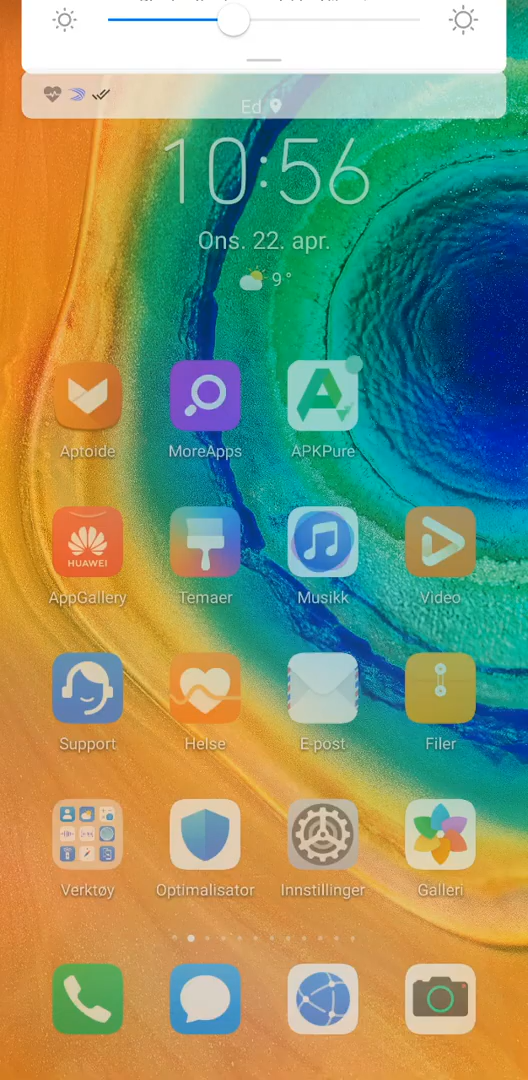 Ed
10:56
Ons. 22. apr.
9°
Aptoide
MoreApps
APKPure
HUAWEI
AppGallery
Temaer
Musikk
Video
Support
Helse
E-post
Filer
Verktøy
Optimalisator
Innstillinger
Galleri